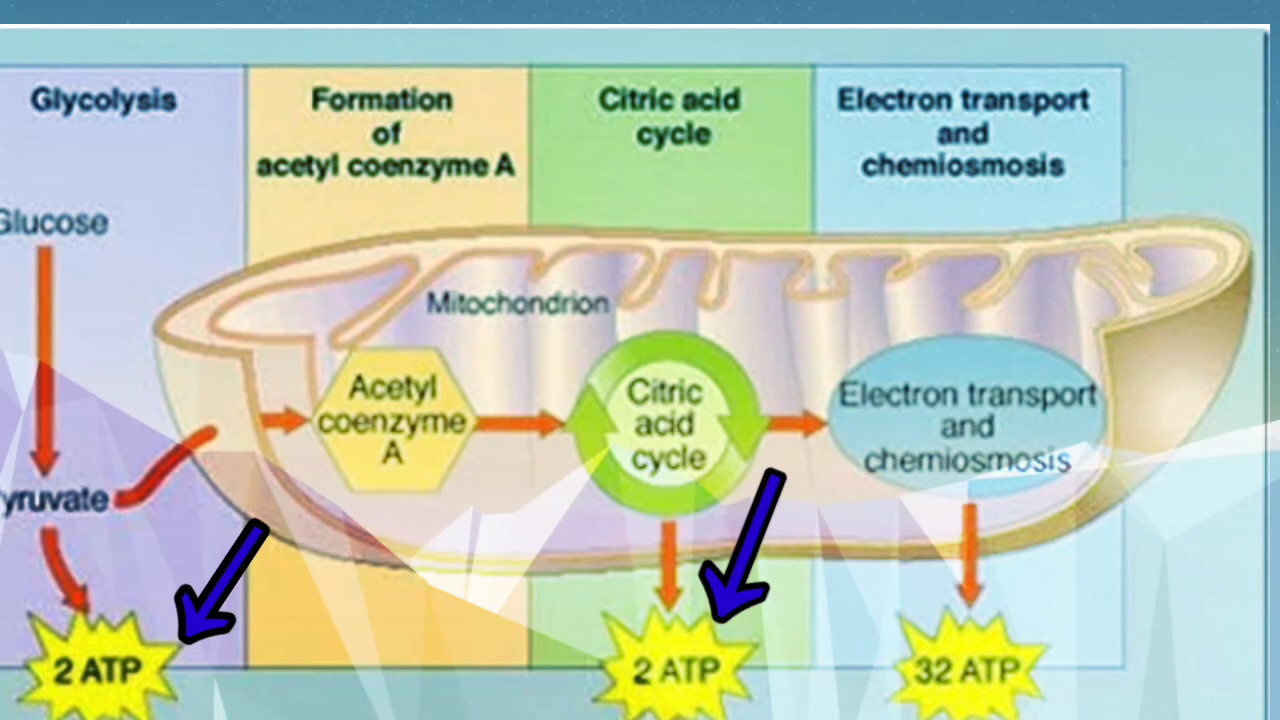 Glycolysis
Formation
of
acetyl coenzyme A
Citric acid
cycle
Electron transport
and
chemiosmosis
Glucose
Mitochondrion
Acetyl
coenzyme
A
Citric
acid
cycle
Electron transport
and
chemiosmosis
yruvate
2 ATP
2 ATP
32 ATP